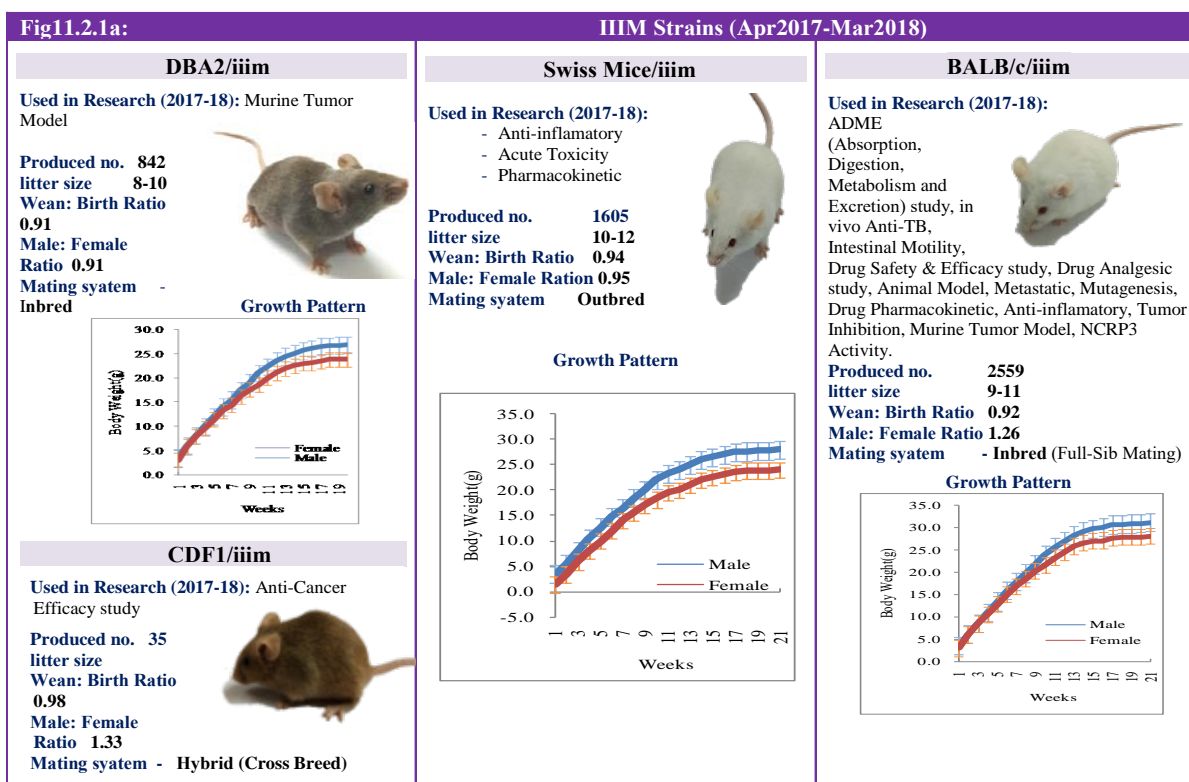 Fig11.2.1a: IIIM Strains (Apr2017-Mar2018)
DBA2/iiim
Used in Research (2017-18): Murine Tumor
Model
Produced no. 842
litter size 8-10
Wean: Birth Ratio
0.91
Male: Female
Ratio 0.91
Mating syatem -
Inbred Growth Pattern
30.0
25.0
20.0
15.0
10.0
5.0
0.0
Body Weight(g)
Female
Male
1 3 5 7 9 11 13 15 17 19
Weeks
CDF1/iiim
Used in Research (2017-18): Anti-Cancer
Efficacy study
Produced no. 35
litter size
Wean: Birth Ratio
0.98
Male: Female
Ratio 1.33
Mating syatem - Hybrid (Cross Breed)
Swiss Mice/iiim
Used in Research (2017-18):
- Anti-inflamatory
- Acute Toxicity
- Pharmacokinetic
Produced no. 1605
litter size 10-12
Wean: Birth Ratio 0.94
Male: Female Ration 0.95
Mating syatem Outbred
Growth Pattern
35.0
30.0
25.0
20.0
15.0
10.0
5.0
0.0
-5.0
Body Weight(g)
Male
Female
1 3 5 7 9 11 13 15 17 19 21
Weeks
BALB/c/iiim
Used in Research (2017-18):
ADME
(Absorption,
Digestion,
Metabolism and
Excretion) study, in
vivo Anti-TB,
Intestinal Motility,
Drug Safety & Efficacy study, Drug Analgesic
study, Animal Model, Metastatic, Mutagenesis,
Drug Pharmacokinetic, Anti-inflamatory, Tumor
Inhibition, Murine Tumor Model, NCRP3
Activity.
Produced no. 2559
litter size 9-11
Wean: Birth Ratio 0.92
Male: Female Ratio 1.26
Mating system - Inbred (Full-Sib Mating)
Growth Pattern
35.0
30.0
25.0
20.0
15.0
10.0
5.0
0.0
Body Weight(g)
Male
Female
1 3 5 7 9 11 13 15 17 19 21
Weeks